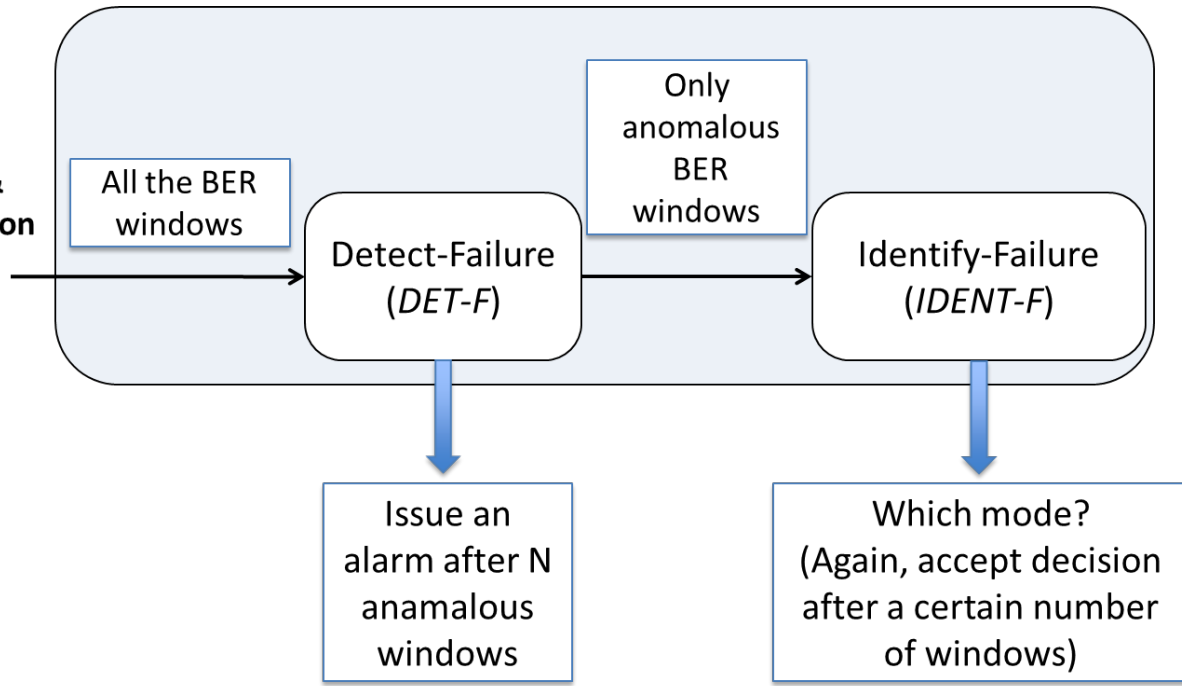 on
All the BER
windows
Only
anomalous
BER
windows
Detect-Failure
(DET-F)
Identify-Failure
(IDENT-F)
Issue an
alarm after N
anamalous
windows
Which mode?
(Again, accept decision
after a certain number
of windows)